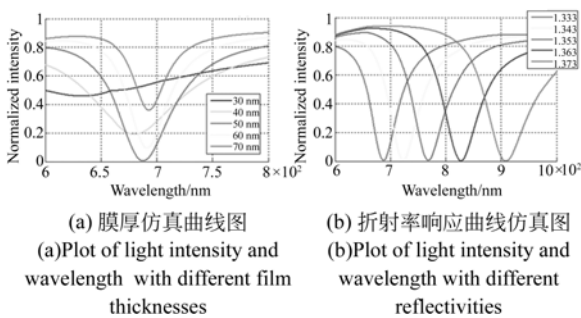 Normalized intensity
1
0.8
0.6
0.4
0.2
0
6
6.5
7
7.5
8 ×10²
Wavelength/nm
30 nm
40 nm
50 nm
60 nm
70 nm
Normalized intensity
1
0.8
0.6
0.4
0.2
0
6
7
8
9
10 ×10²
Wavelength/nm
1.333
1.343
1.353
1.363
1.373
(a) 膜厚仿真曲线图
(a)Plot of light intensity and
wavelength with different film
thicknesses
(b) 折射率响应曲线仿真图
(b)Plot of light intensity and
wavelength with different
reflectivities